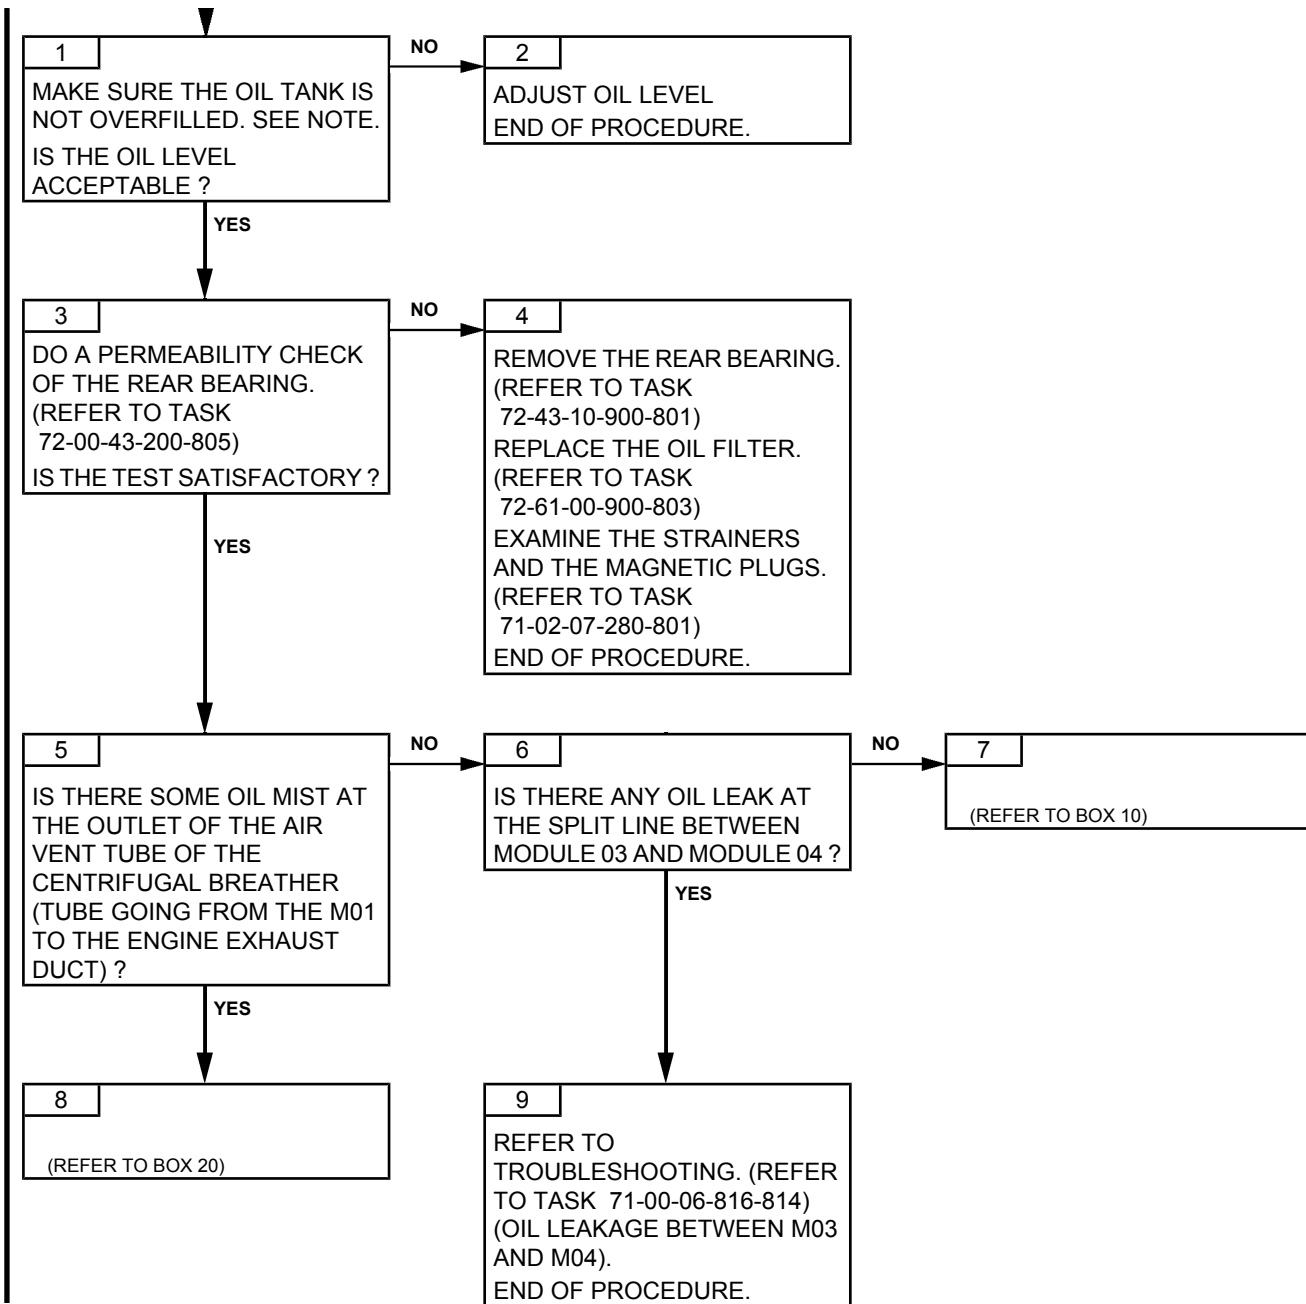 1
MAKE SURE THE OIL TANK IS
NOT OVERFILLED. SEE NOTE.
IS THE OIL LEVEL
ACCEPTABLE ?
NO
2
ADJUST OIL LEVEL
END OF PROCEDURE.
YES
3
DO A PERMEABILITY CHECK
OF THE REAR BEARING.
(REFER TO TASK
72-00-43-200-805)
IS THE TEST SATISFACTORY ?
NO
4
REMOVE THE REAR BEARING.
(REFER TO TASK
72-43-10-900-801)
REPLACE THE OIL FILTER.
(REFER TO TASK
72-61-00-900-803)
EXAMINE THE STRAINERS
AND THE MAGNETIC PLUGS.
(REFER TO TASK
71-02-07-280-801)
END OF PROCEDURE.
YES
5
IS THERE SOME OIL MIST AT
THE OUTLET OF THE AIR
VENT TUBE OF THE
CENTRIFUGAL BREATHER
(TUBE GOING FROM THE M01
TO THE ENGINE EXHAUST
DUCT) ?
NO
6
IS THERE ANY OIL LEAK AT
THE SPLIT LINE BETWEEN
MODULE 03 AND MODULE 04 ?
NO
7
(REFER TO BOX 10)
YES
8
(REFER TO BOX 20)
YES
9
REFER TO
TROUBLESHOOTING. (REFER
TO TASK 71-00-06-816-814)
(OIL LEAKAGE BETWEEN M03
AND M04).
END OF PROCEDURE.